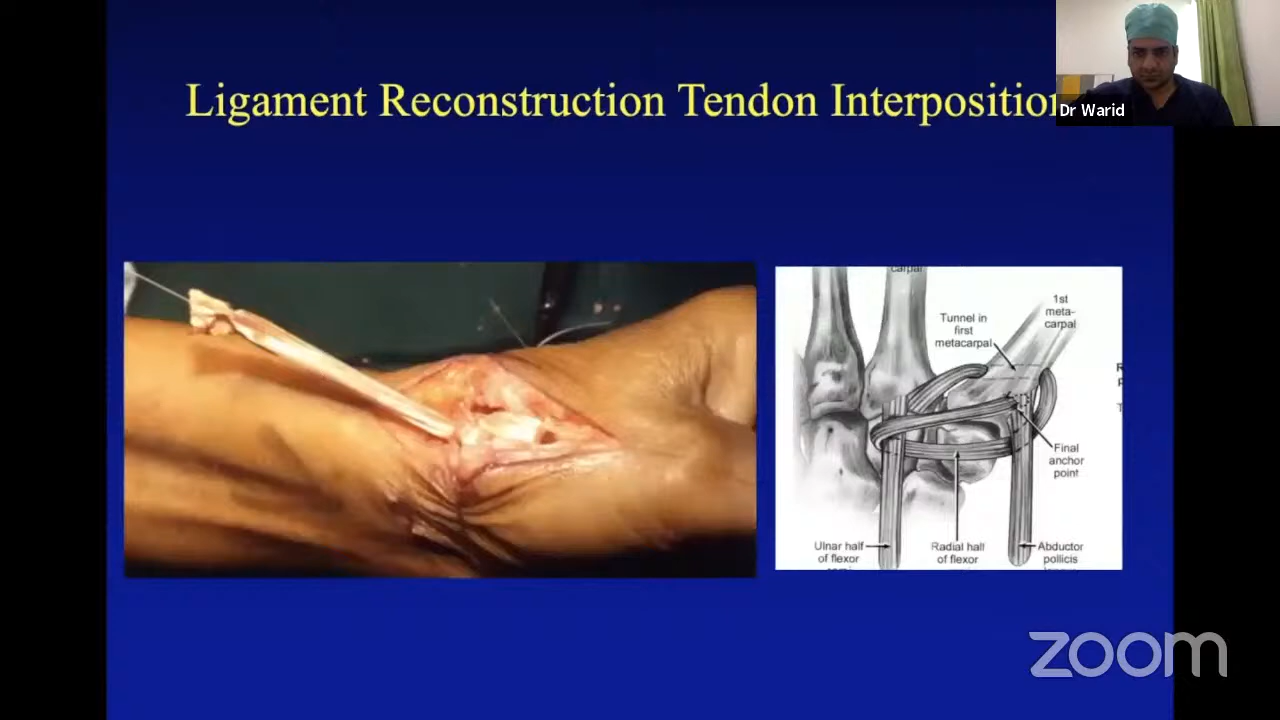 Ligament Reconstruction Tendon Interposition
Dr Warid
carpal
1st
meta-
carpal
Tunnel in
first
metacarpal
Final
anchor
point
Ulnar half
of flexor
Radial half
of flexor
Abductor
pollicis
zoom